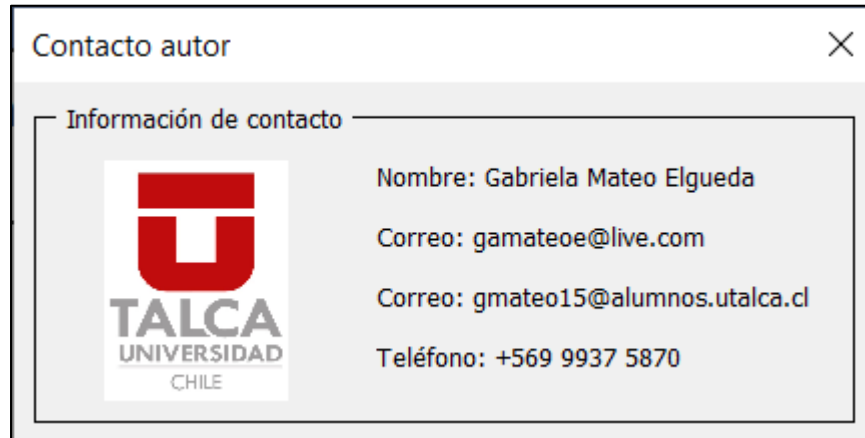 Contacto autor
Información de contacto
TALCA
UNIVERSIDAD
CHILE
Nombre: Gabriela Mateo Elgueda
Correo: gamateoe@live.com
Correo: gmateo15@alumnos.utalca.cl
Teléfono: +569 9937 5870